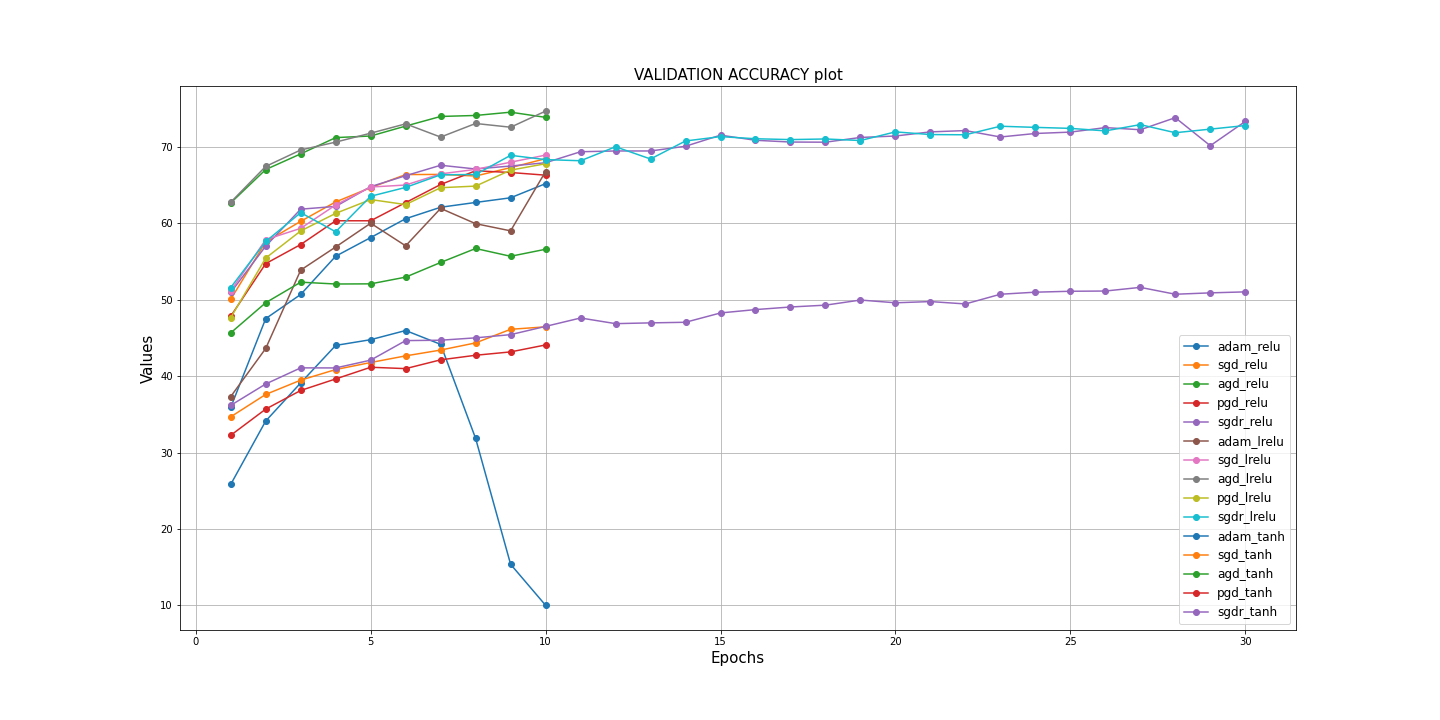 VALIDATION ACCURACY plot
Values
70
60
50
40
30
20
10
0 5 10 15 20 25 30
Epochs
adam_relu
sgd_relu
agd_relu
pgd_relu
sgdr_relu
adam_lrelu
sgd_lrelu
agd_lrelu
pgd_lrelu
sgdr_lrelu
adam_tanh
sgd_tanh
agd_tanh
pgd_tanh
sgdr_tanh